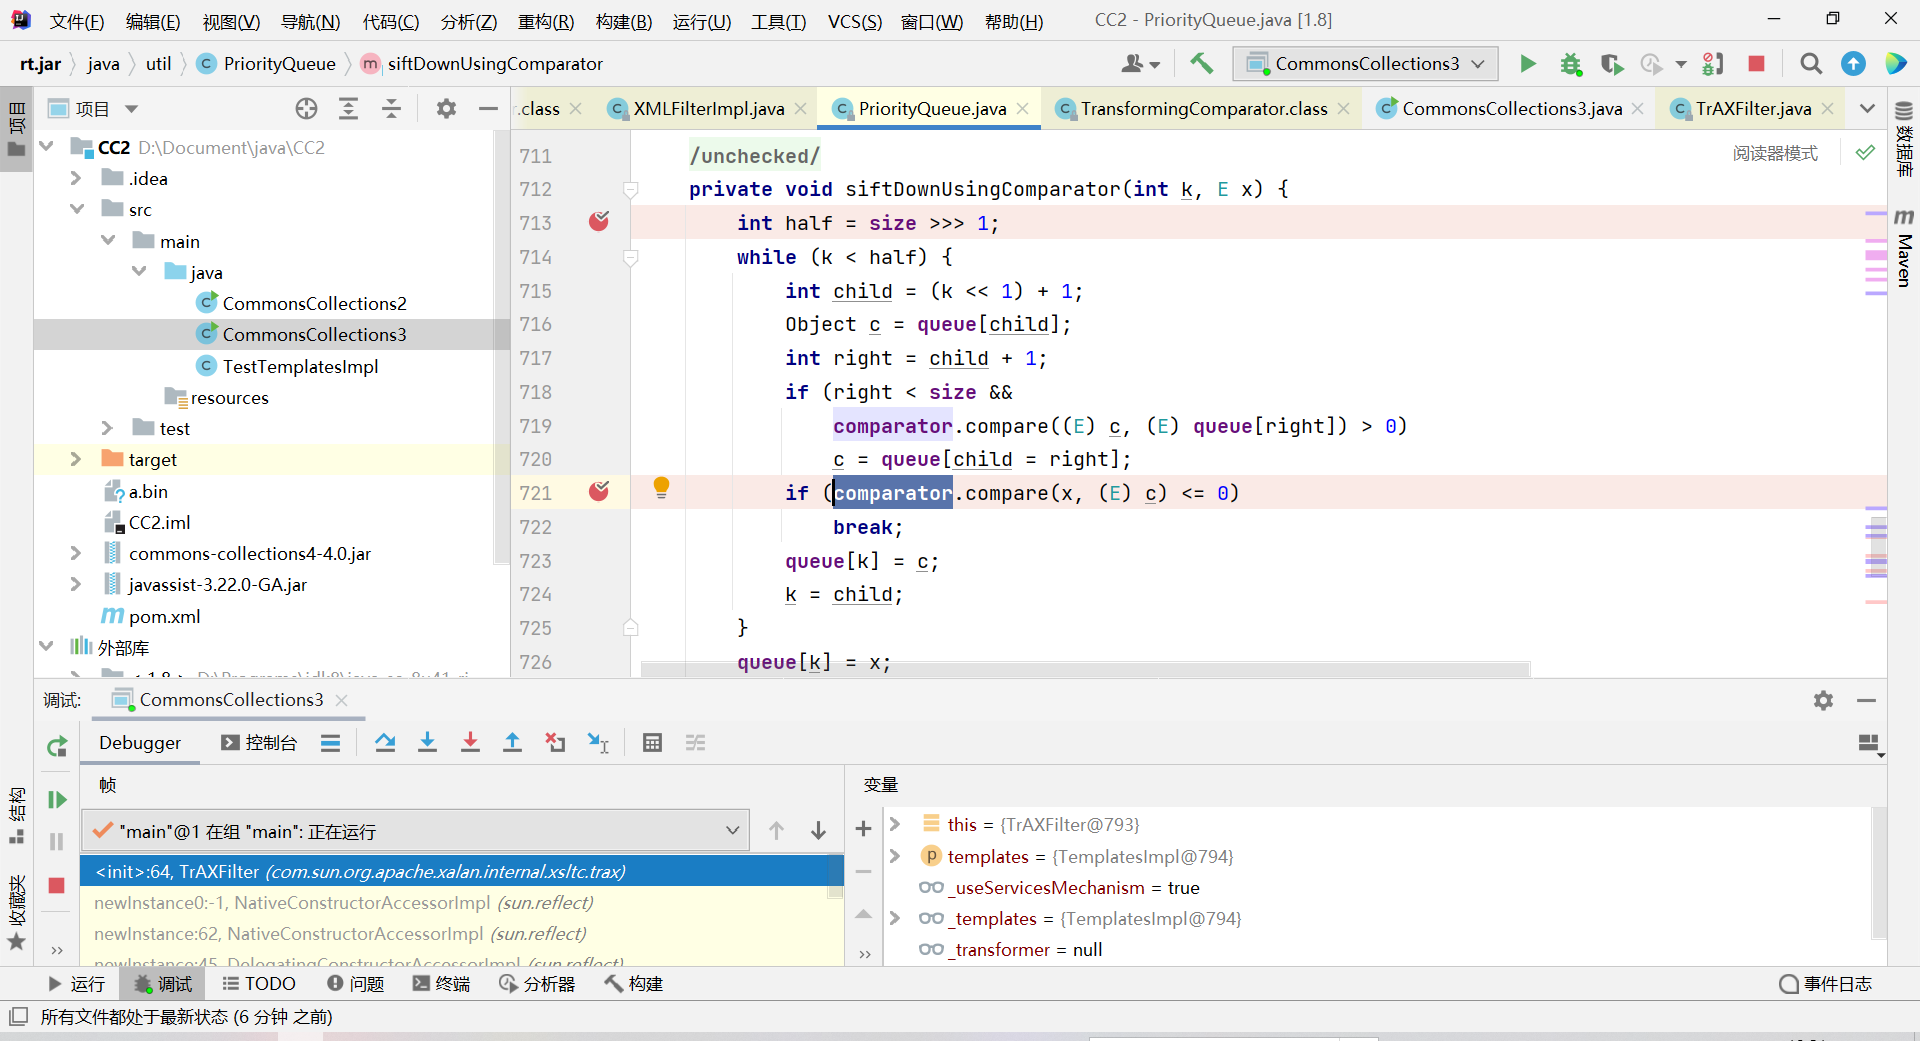 文件(F) 编辑(E) 视图(V) 导航(N) 代码(C) 分析(Z) 重构(R) 构建(B) 运行(U) 工具(T) VCS(S) 窗口(W) 帮助(H) CC2 - PriorityQueue.java [1.8]
rt.jar java util PriorityQueue siftDownUsingComparator CommonsCollections3
项目
r.class XMLFilterImpl.java PriorityQueue.java TransformingComparator.class CommonsCollections3.java TrAXFilter.java
项目
数据库
Maven
结构
收藏夹
CC2 D:\Document\java\CC2
.idea
src
main
java
CommonsCollections2
CommonsCollections3
TestTemplatesImpl
resources
test
target
a.bin
CC2.iml
commons-collections4-4.0.jar
javassist-3.22.0-GA.jar
pom.xml
外部库
阅读器模式
711 /unchecked/
712 private void siftDownUsingComparator(int k, E x) {
713 int half = size >>> 1;
714 while (k < half) {
715 int child = (k << 1) + 1;
716 Object c = queue[child];
717 int right = child + 1;
718 if (right < size &&
719 comparator.compare((E) c, (E) queue[right]) > 0)
720 c = queue[child = right];
721 if (comparator.compare(x, (E) c) <= 0)
722 break;
723 queue[k] = c;
724 k = child;
725 }
726 queue[k] = x;
调试: CommonsCollections3
Debugger 控制台
帧
"main"@1 在组 "main": 正在运行
<init>:64, TrAXFilter (com.sun.org.apache.xalan.internal.xsltc.trax)
newInstance0:-1, NativeConstructorAccessorImpl (sun.reflect)
newInstance:62, NativeConstructorAccessorImpl (sun.reflect)
newInstance:45, DelegatingConstructorAccessorImpl (sun.reflect)
变量
this = {TrAXFilter@793}
templates = {TemplatesImpl@794}
_useServicesMechanism = true
_templates = {TemplatesImpl@794}
_transformer = null
运行 调试 TODO 问题 终端 分析器 构建 事件日志
所有文件都处于最新状态 (6 分钟 之前)